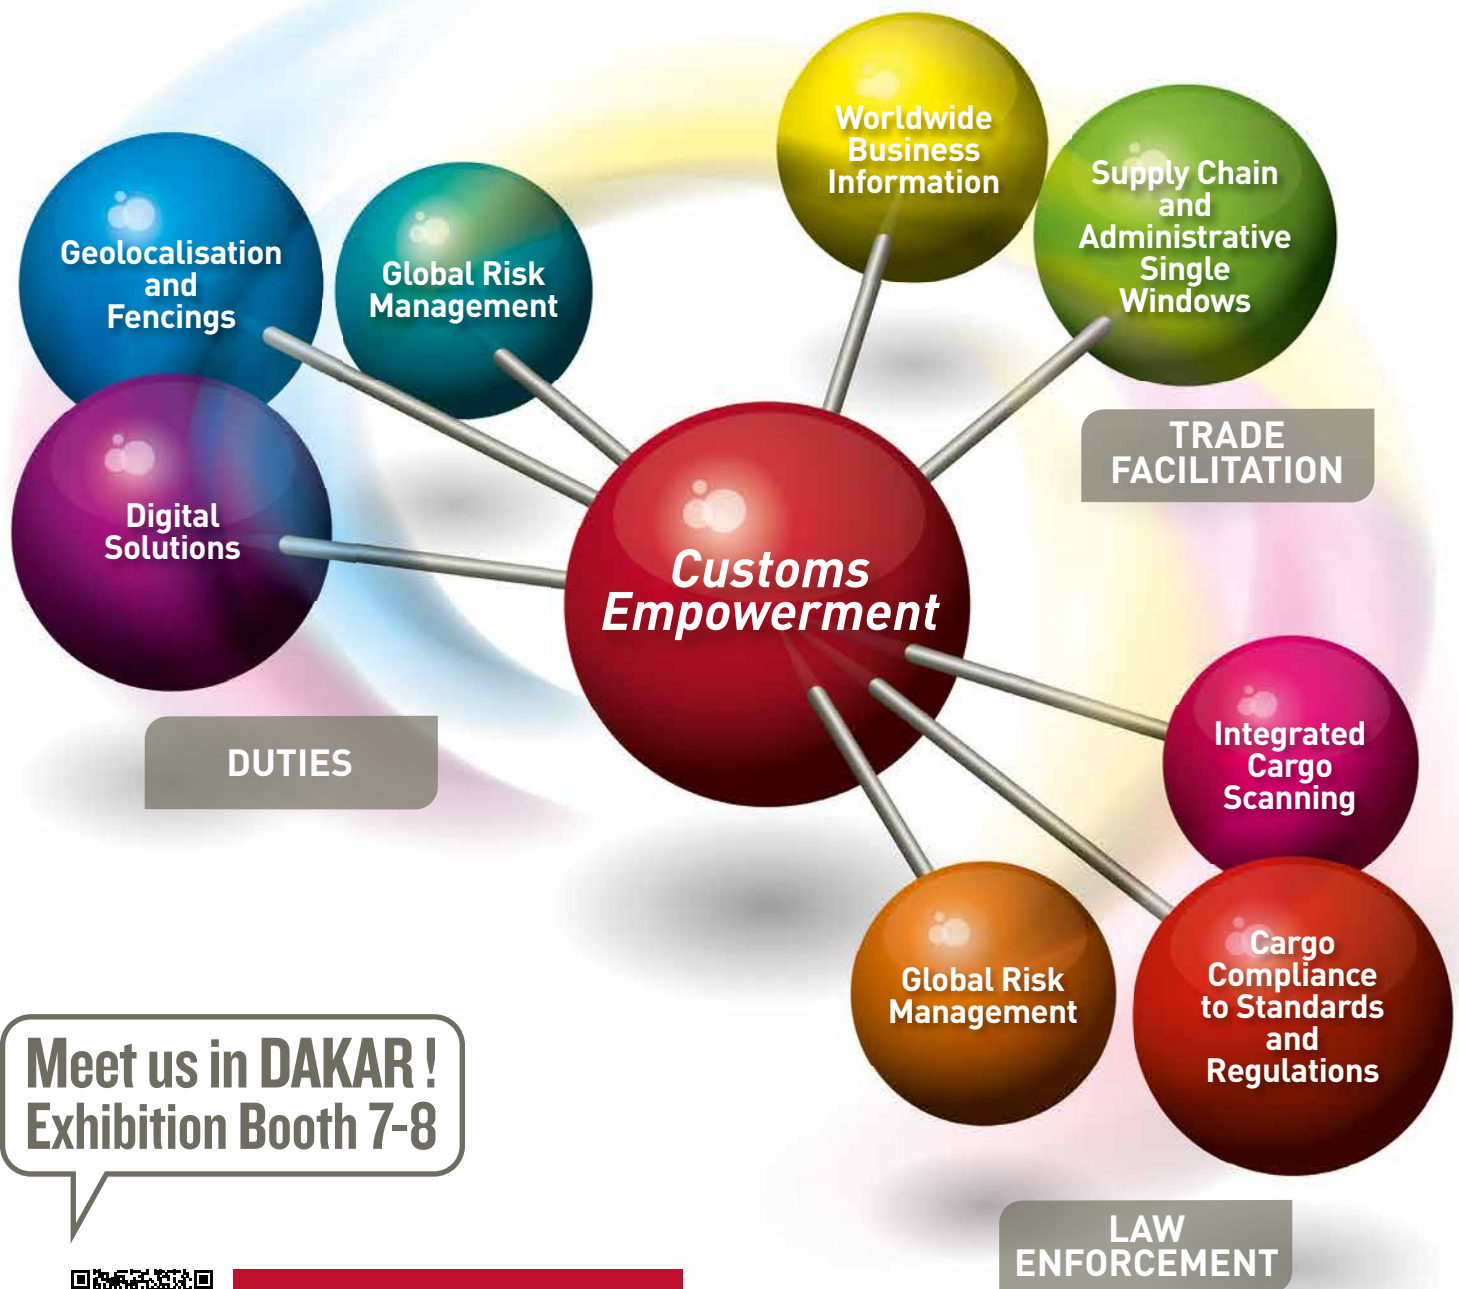 Worldwide
Business
Information
Supply Chain
and
Administrative
Single
Windows
Geolocalisation
and
Fencings
Global Risk
Management
TRADE
FACILITATION
Digital
Solutions
Customs
Empowerment
DUTIES
Integrated
Cargo
Scanning
Global Risk
Management
Cargo
Compliance
to Standards
and
Regulations
Meet us in DAKAR !
Exhibition Booth 7-8
LAW
ENFORCEMENT